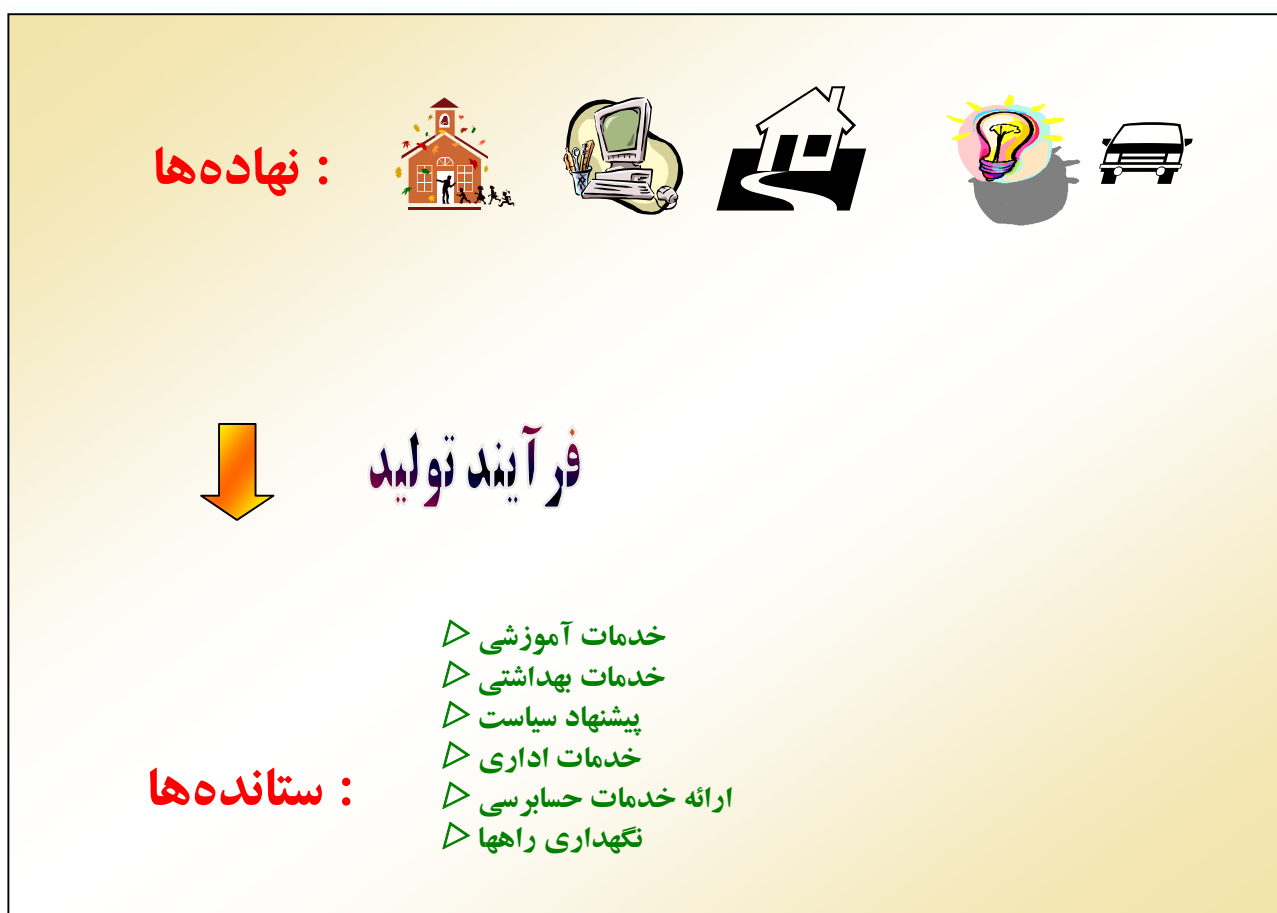 نهاده‌ها :
فرآیند تولید
خدمات آموزشی
خدمات بهداشتی
پیشنهاد سیاست
خدمات اداری
ستانده‌ها :
ارائه خدمات حسابرسی
نگهداری راهها